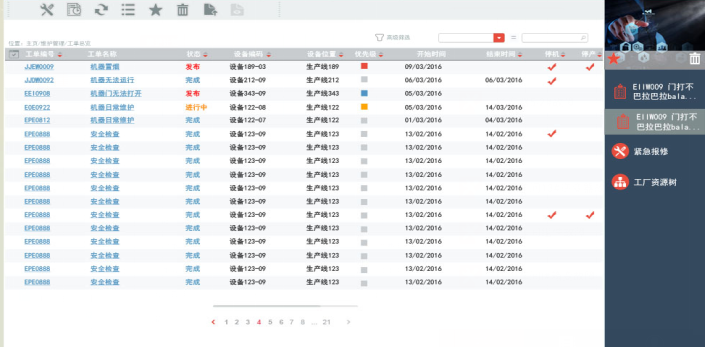 高级筛选 =
位置: 主页/维护管理/工单状况
工单编号 工单名称 状态 设备编码 设备位置 优先级 开始时间 结束时间 停机 停产
JJEW0009 机器冒烟 发布 设备189-03 生产线189 09/03/2016
JJDW0092 机器无法运行 完成 设备212-09 生产线212 06/03/2016 06/03/2016
EEIO908 机器门无法打开 发布 设备343-09 生产线343 05/03/2016
EOE0922 机器日常维护 进行中 设备122-08 生产线122 05/03/2016 14/03/2016
EPE0812 机器日常维护 完成 设备122-07 生产线122 01/03/2016 04/03/2016
EPE0888 安全检查 完成 设备123-09 生产线123 13/02/2016 14/02/2016
EPE0888 安全检查 完成 设备123-09 生产线123 13/02/2016 14/02/2016
EPE0888 安全检查 完成 设备123-09 生产线123 13/02/2016 14/02/2016
EPE0888 安全检查 完成 设备123-09 生产线123 13/02/2016 14/02/2016
EPE0888 安全检查 完成 设备123-09 生产线123 13/02/2016 14/02/2016
EPE0888 安全检查 完成 设备123-09 生产线123 13/02/2016 14/02/2016
EPE0888 安全检查 完成 设备123-09 生产线123 13/02/2016 14/02/2016
EPE0888 安全检查 完成 设备123-09 生产线123 13/02/2016 14/02/2016
EPE0888 安全检查 完成 设备123-09 生产线123 13/02/2016 14/02/2016
EPE0888 安全检查 完成 设备123-09 生产线123 13/02/2016 14/02/2016
EPE0888 安全检查 完成 设备123-09 生产线123 13/02/2016 14/02/2016
EPE0888 安全检查 完成 设备123-09 生产线123 13/02/2016 14/02/2016
< 1 2 3 4 5 6 7 8 … 21 >
EIIW009 门打不
巴拉巴拉bala...
EIIW009 门打不
巴拉巴拉bala...
紧急报修
工厂资源树